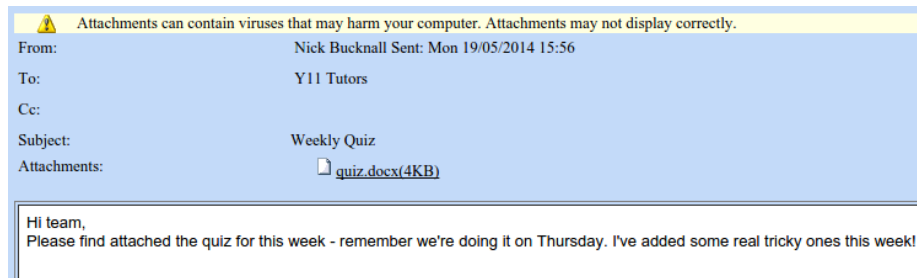 Attachments can contain viruses that may harm your computer. Attachments may not display correctly.
From: Nick Bucknall Sent: Mon 19/05/2014 15:56
To: Y11 Tutors
Cc:
Subject: Weekly Quiz
Attachments: quiz.docx(4KB)
Hi team,
Please find attached the quiz for this week - remember we're doing it on Thursday. I've added some real tricky ones this week!